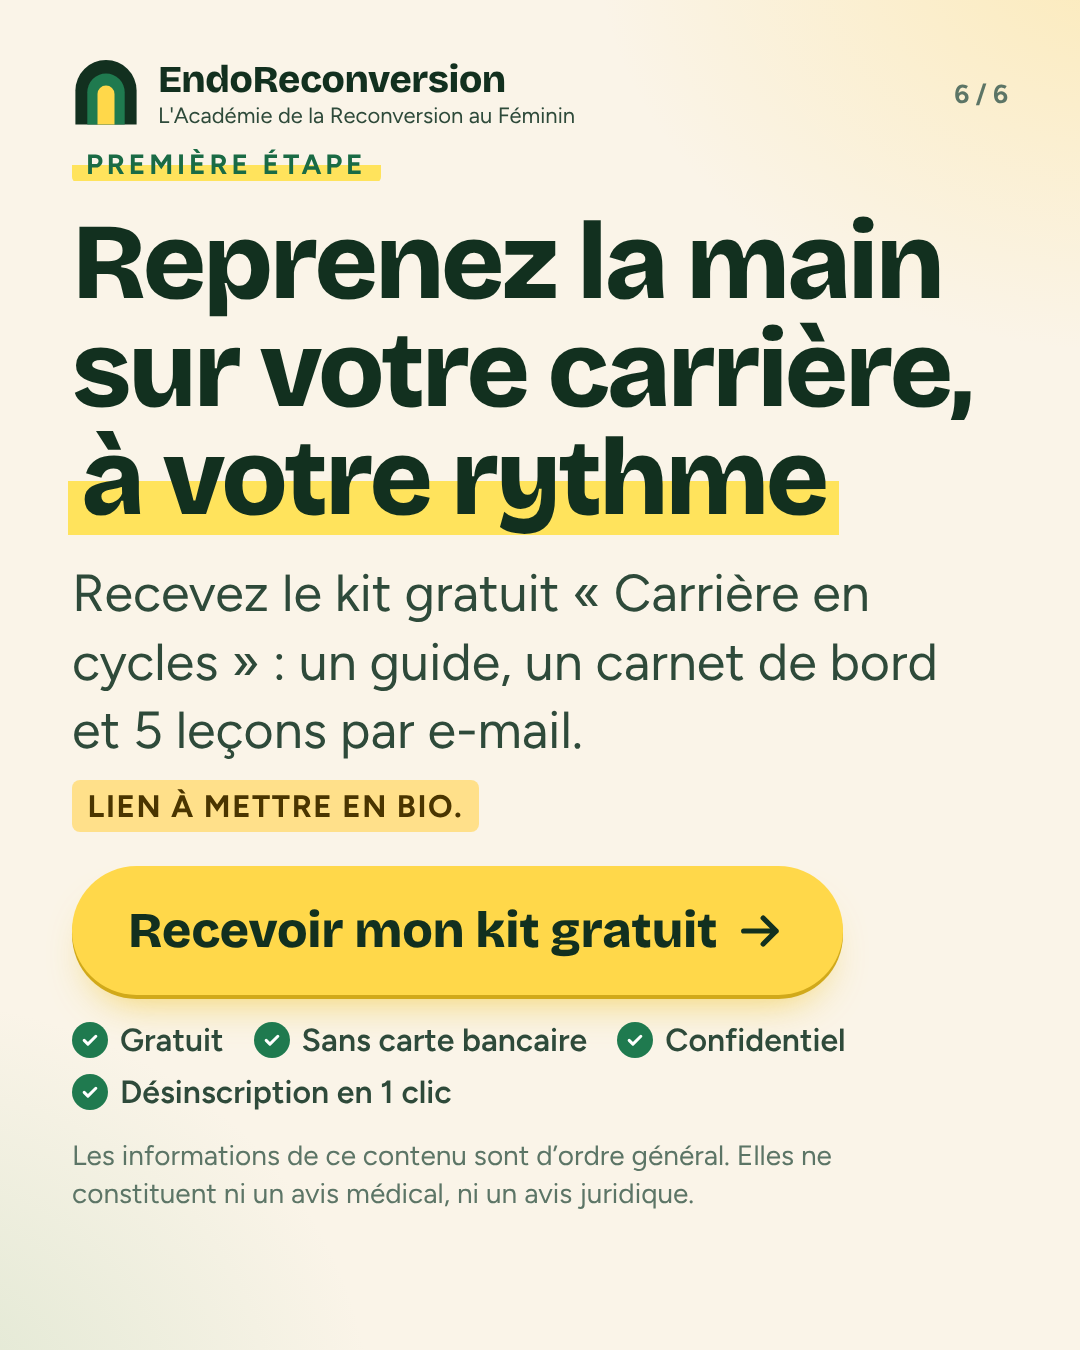 EndoReconversion
L'Académie de la Reconversion au Féminin
6 / 6
PREMIÈRE ÉTAPE
Reprenez la main
sur votre carrière,
à votre rythme
Recevez le kit gratuit « Carrière en
cycles » : un guide, un carnet de bord
et 5 leçons par e-mail.
LIEN À METTRE EN BIO.
Recevoir mon kit gratuit →
Gratuit
Sans carte bancaire
Confidentiel
Désinscription en 1 clic
Les informations de ce contenu sont d’ordre général. Elles ne
constituent ni un avis médical, ni un avis juridique.